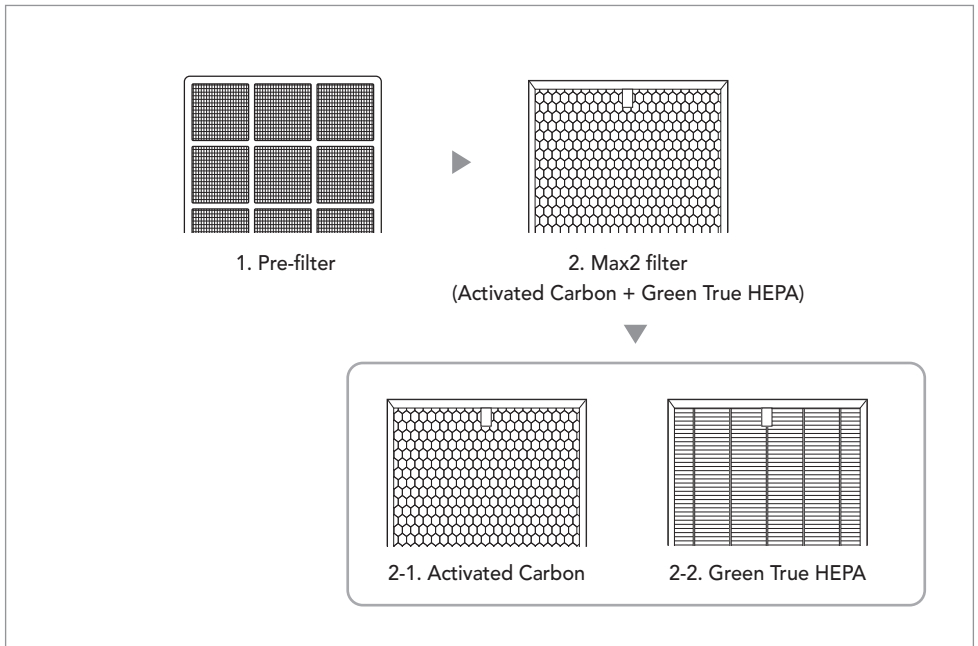 1. Pre-filter
2. Max2 filter
(Activated Carbon + Green True HEPA)
2-1. Activated Carbon
2-2. Green True HEPA